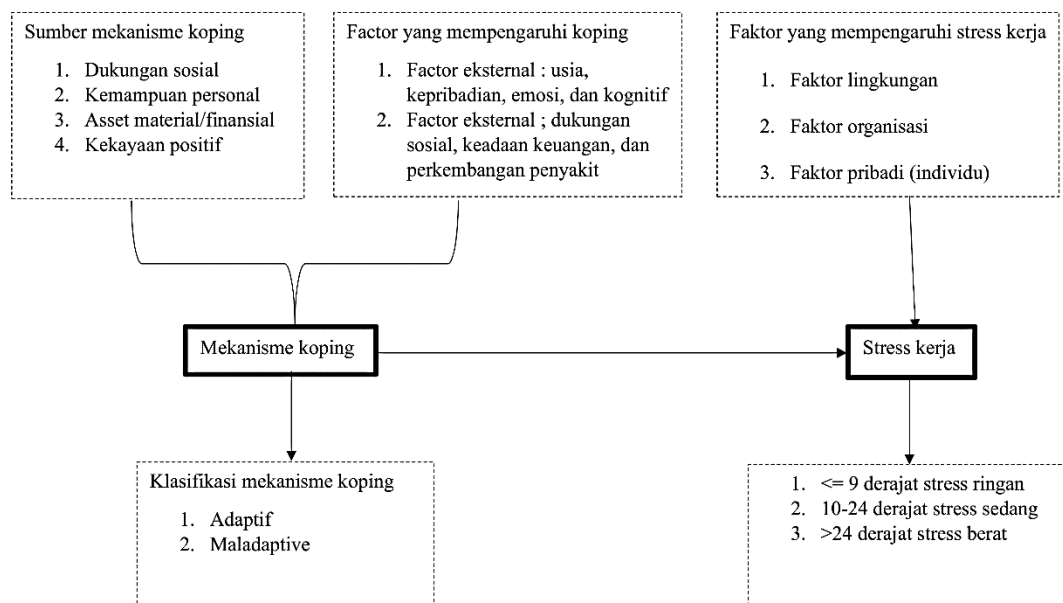 Sumber mekanisme koping
1. Dukungan sosial
2. Kemampuan personal
3. Asset material/finansial
4. Kekayaan positif
Factor yang mempengaruhi koping
1. Factor eksternal : usia,
kepribadian, emosi, dan kognitif
2. Factor eksternal ; dukungan
sosial, keadaan keuangan, dan
perkembangan penyakit
Faktor yang mempengaruhi stress kerja
1. Faktor lingkungan
2. Faktor organisasi
3. Faktor pribadi (individu)
Mekanisme koping
Stress kerja
Klasifikasi mekanisme koping
1. Adaptif
2. Maladaptive
1. <= 9 derajat stress ringan
2. 10-24 derajat stress sedang
3. >24 derajat stress berat